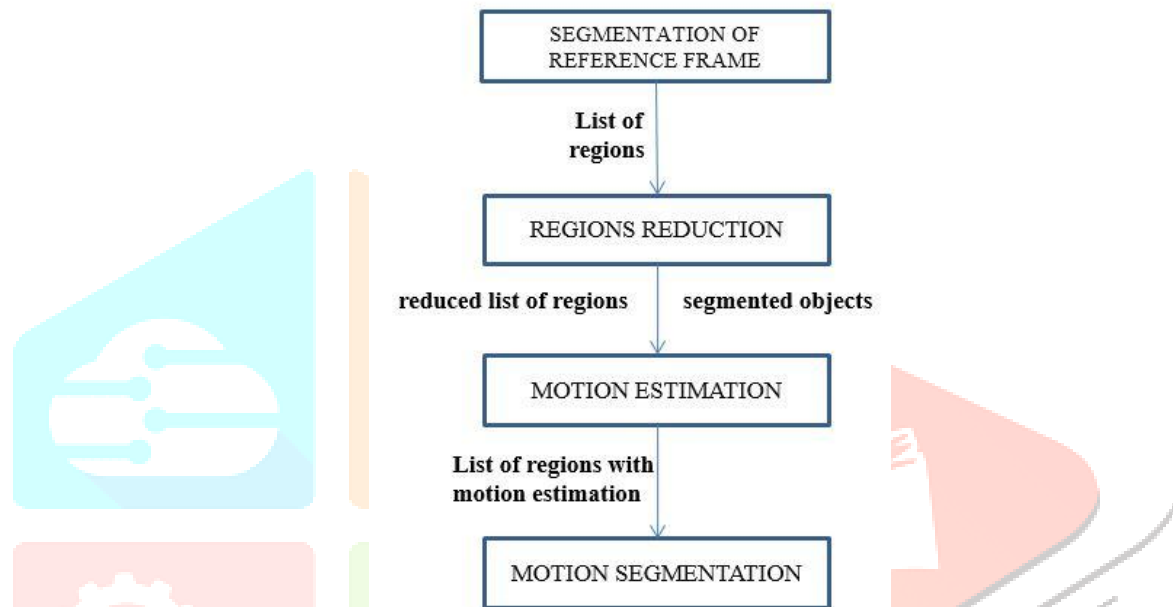 SEGMENTATION OF
REFERENCE FRAME
List of
regions
REGIONS REDUCTION
reduced list of regions segmented objects
MOTION ESTIMATION
List of regions with
motion estimation
MOTION SEGMENTATION